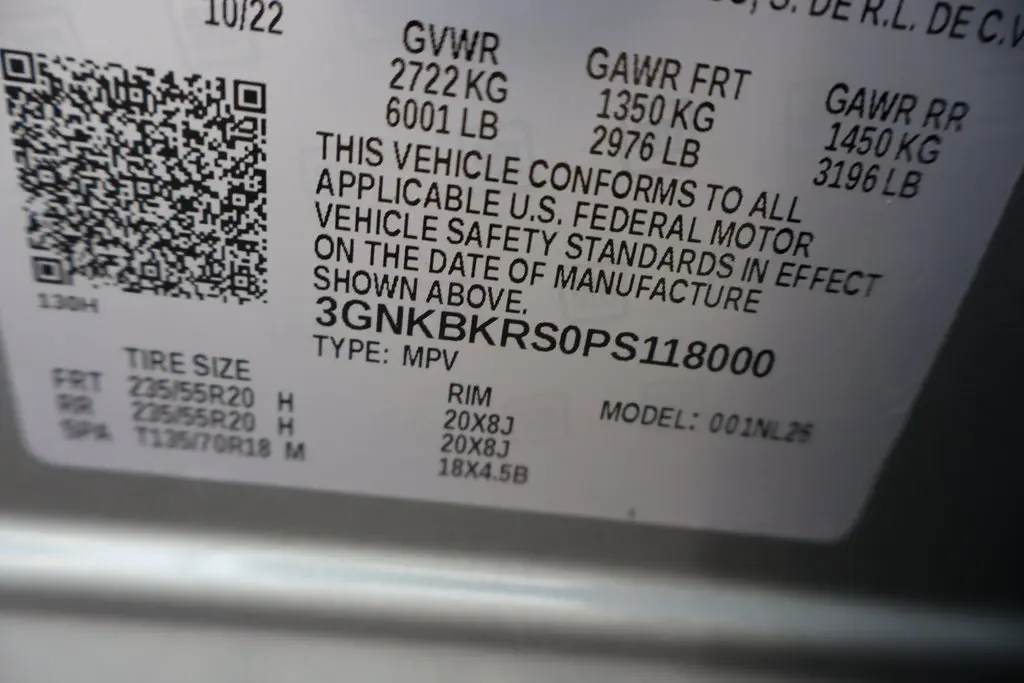 S. DE R.L. DE C.V
10/22
GVWR GAWR FRT GAWR RR
2722 KG 1350 KG 1450 KG
6001 LB 2976 LB 3196 LB
THIS VEHICLE CONFORMS TO ALL
APPLICABLE U.S. FEDERAL MOTOR
VEHICLE SAFETY STANDARDS IN EFFECT
ON THE DATE OF MANUFACTURE
SHOWN ABOVE.
130H
3GNKBKRS0PS118000
TYPE: MPV
MODEL: 001NL26
TIRE SIZE RIM
FRT 235/55R20 H 20X8J
RR 235/55R20 H 20X8J
SPA T135/70R18 M 18X4.5B